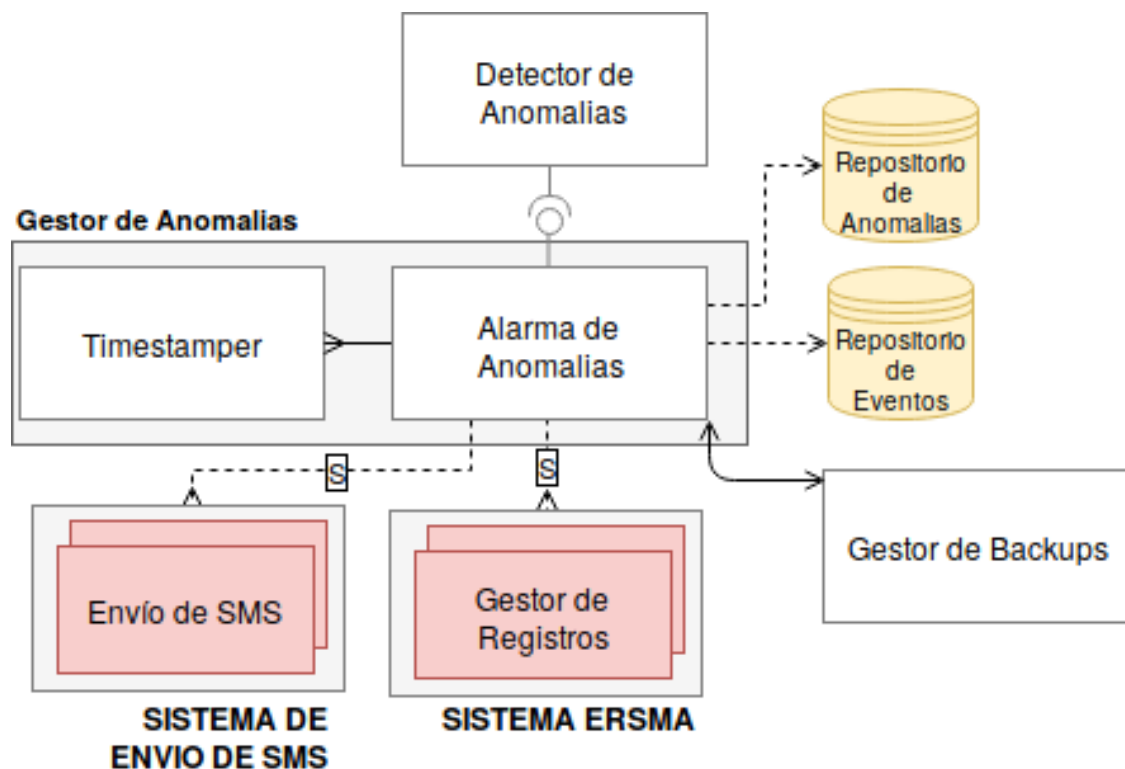 Detector de
Anomalias
Repositorio
de
Anomalias
Gestor de Anomalias
Timestamper
Alarma de
Anomalias
Repositorio
de
Eventos
S
S
Gestor de Backups
Envío de SMS
Gestor de
Registros
SISTEMA DE
ENVIO DE SMS
SISTEMA ERSMA